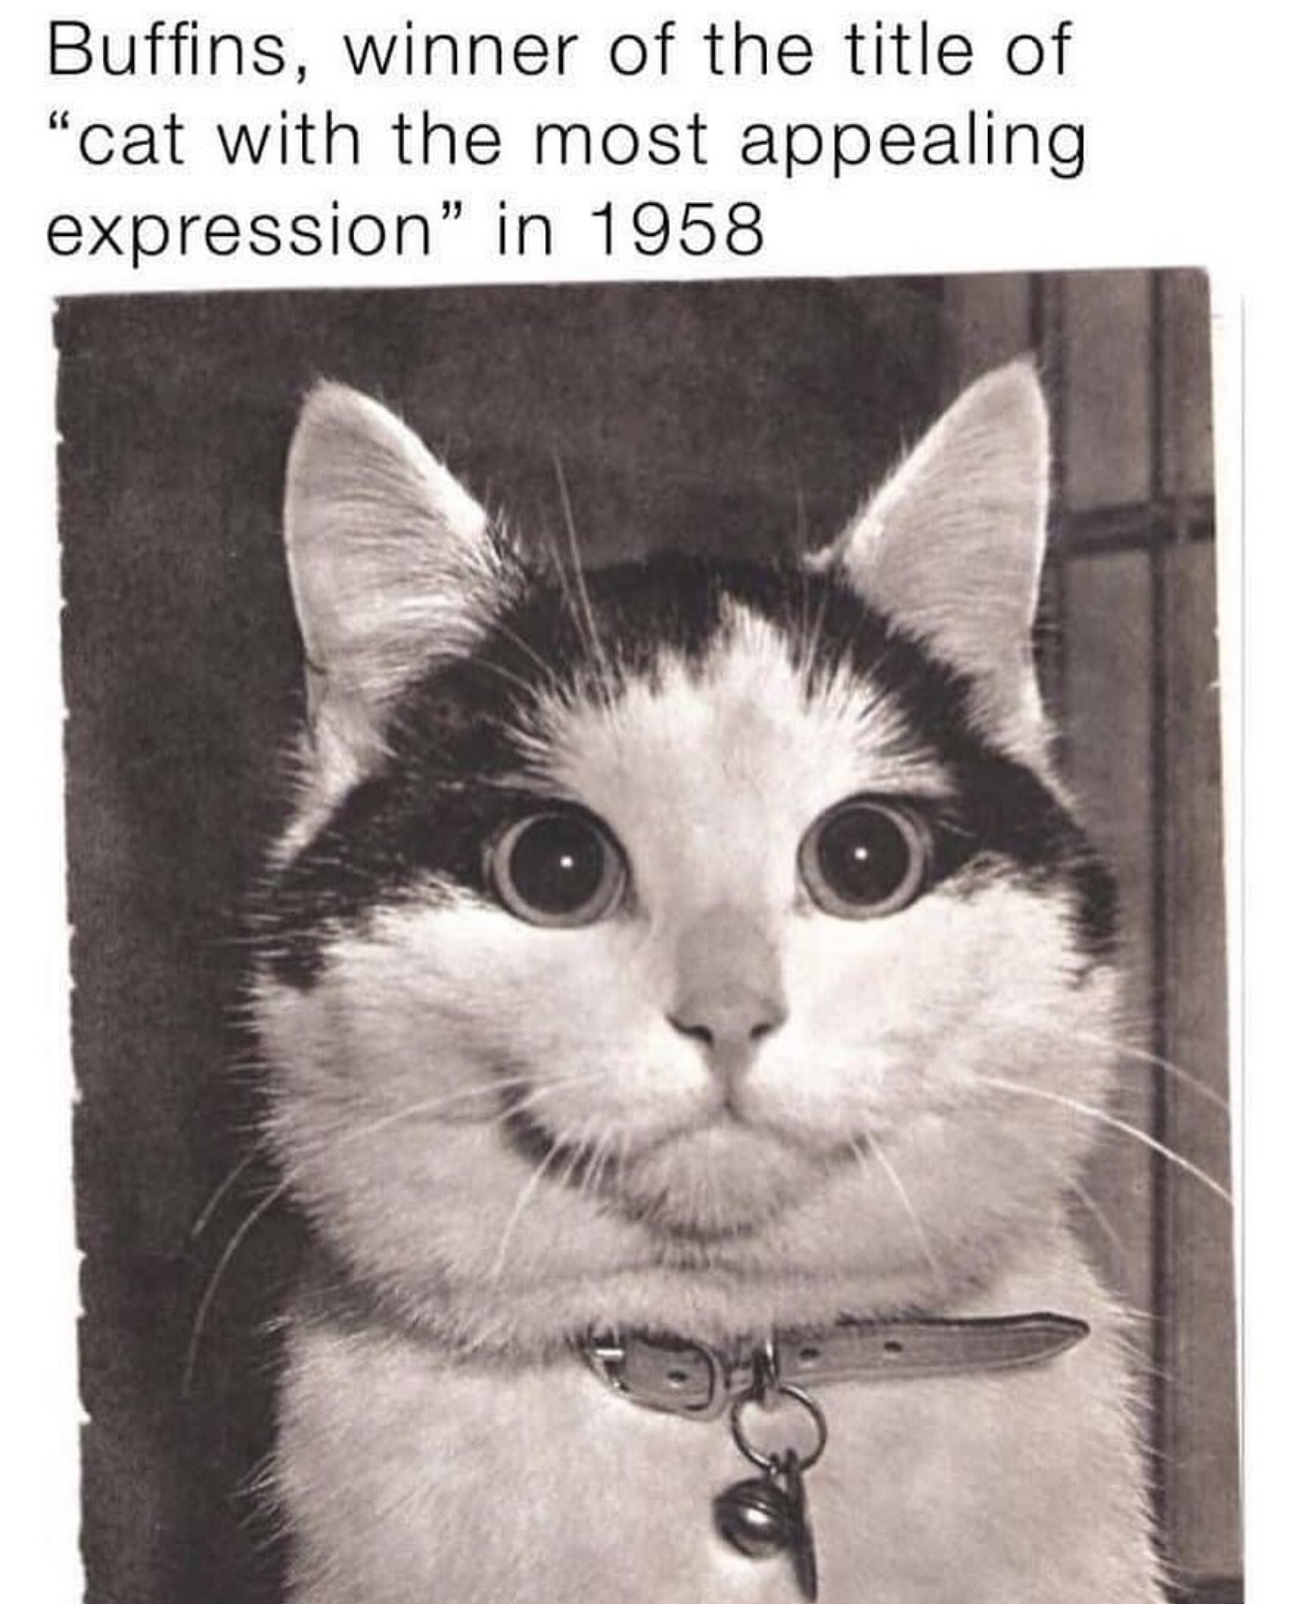 Buffins, winner of the title of
“cat with the most appealing
expression” in 1958